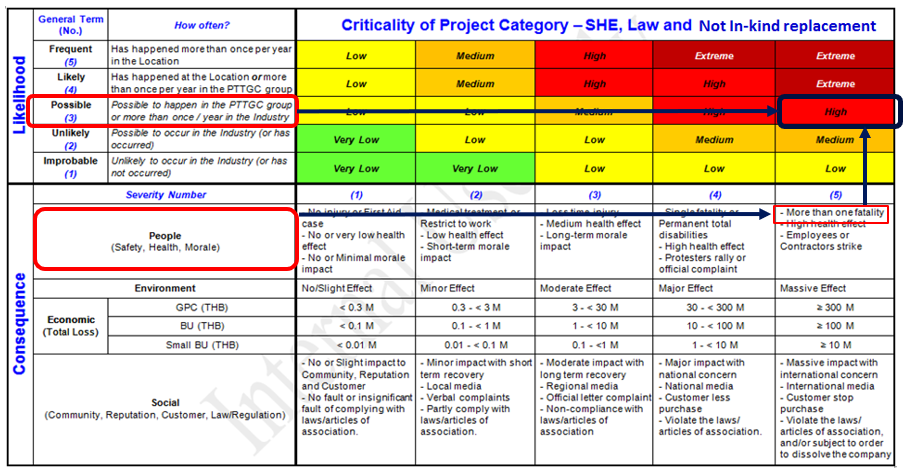 General Term
(No.)
How often?
Criticality of Project Category – SHE, Law and Not In-kind replacement
Likelihood
Frequent
(5)
Has happened more than once per year
in the Location
Low
Medium
High
Extreme
Extreme
Likely
(4)
Has happened at the Location or more
than once per year in the PTTGC group
Low
Medium
High
High
Extreme
Possible
(3)
Possible to happen in the PTTGC group
or more than once / year in the Industry
Low
Low
Medium
High
High
Unlikely
(2)
Possible to occur in the Industry (or has
occurred)
Very Low
Low
Low
Medium
Medium
Improbable
(1)
Unlikely to occur in the Industry (or has
not occurred)
Very Low
Very Low
Low
Low
Low
Consequence
Severity Number
(1)
(2)
(3)
(4)
(5)
People
(Safety, Health, Morale)
- No injury or First Aid
case
- No or very low health
effect
- No or Minimal morale
impact
- Medical treatment or
Restrict to work
- Low health effect
- Short-term morale
impact
- Loss time injury
- Medium health effect
- Long-term morale
impact
- Single fatality or
Permanent total
disabilities
- High health effect
- Protesters rally or
official complaint
- More than one fatality
- High health effect
- Employees or
Contractors strike
Environment
No/Slight Effect
Minor Effect
Moderate Effect
Major Effect
Massive Effect
Economic
(Total Loss)
GPC (THB)
< 0.3 M
0.3 - < 3 M
3 - < 30 M
30 - < 300 M
≥ 300 M
BU (THB)
< 0.1 M
0.1 - < 1 M
1 - < 10 M
10 - < 100 M
≥ 100 M
Small BU (THB)
< 0.01 M
0.01 - < 0.1 M
0.1 - <1 M
1 - < 10 M
≥ 10 M
Social
(Community, Reputation, Customer, Law/Regulation)
- No or Slight impact to
Community, Reputation
and Customer
- No fault or insignificant
fault of complying with
laws/articles of
association.
- Minor impact with short
term recovery
- Local media
- Verbal complaints
- Partly comply with
laws/articles of
association.
- Moderate impact with
long term recovery
- Regional media
- Official letter complaint
- Non-compliance with
laws/articles of
association
- Major impact with
national concern
- National media
- Customer less
purchase
- Violate the laws/
articles of association.
- Massive impact with
international concern
- International media
- Customer stop
purchase
- Violate the laws/
articles of association,
and/or subject to order
to dissolve the company
Internal Use